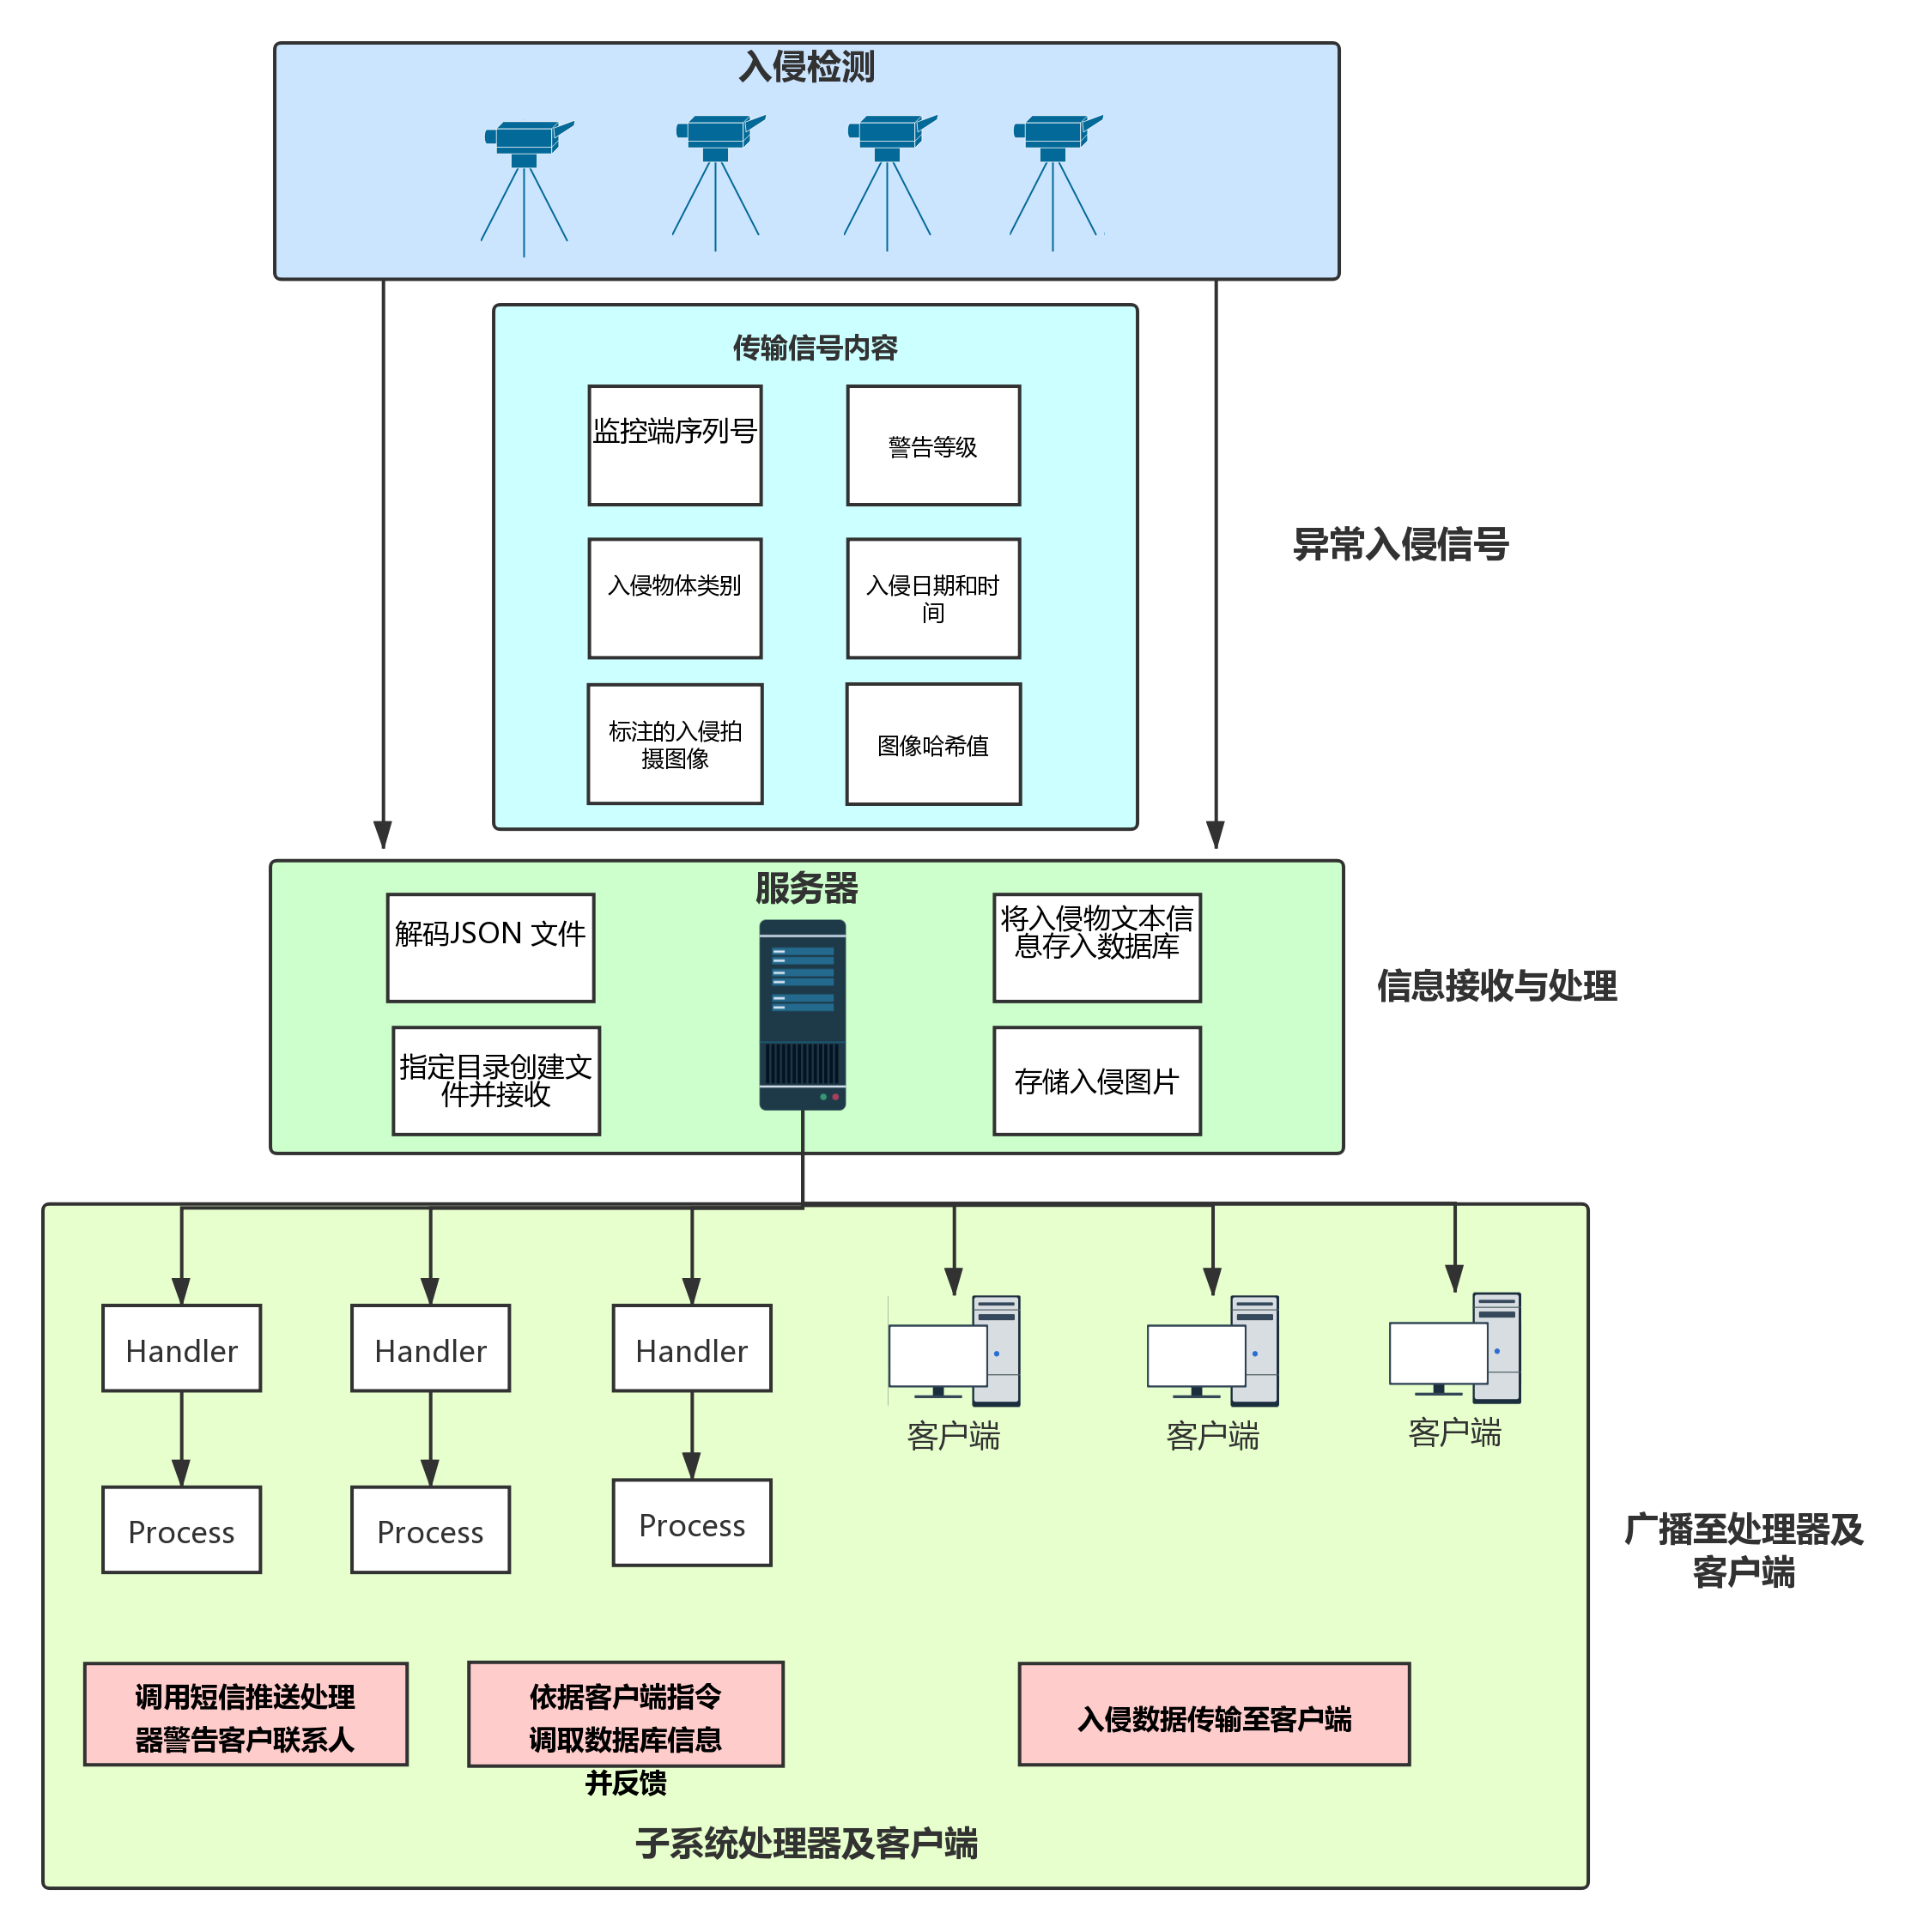 入侵检测
传输信号内容
监控端序列号
警告等级
入侵物体类别
入侵日期和时
间
标注的入侵拍
摄图像
图像哈希值
异常入侵信号
服务器
解码JSON 文件
将入侵物文本信
息存入数据库
指定目录创建文
件并接收
存储入侵图片
信息接收与处理
Handler
Handler
Handler
客户端
客户端
客户端
Process
Process
Process
广播至处理器及
客户端
调用短信推送处理
器警告客户联系人
依据客户端指令
调取数据库信息
并反馈
入侵数据传输至客户端
子系统处理器及客户端